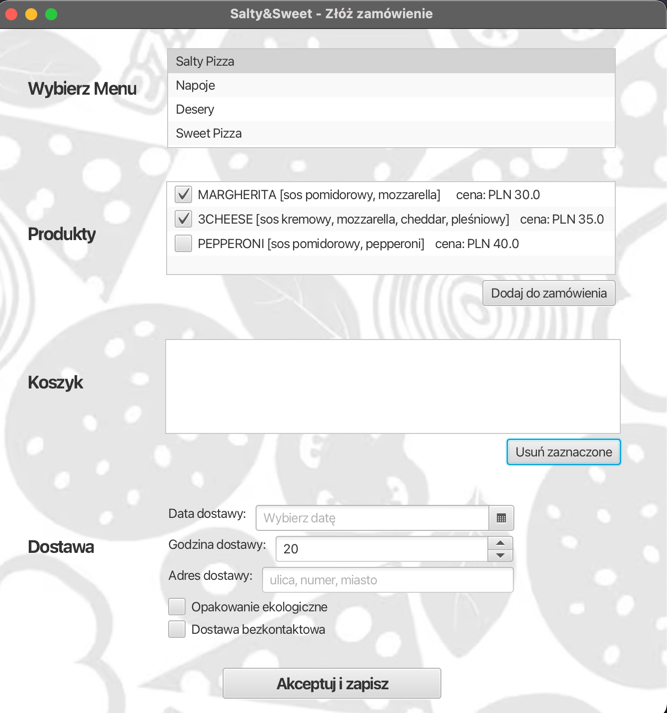 Salty&Sweet - Złóż zamówienie
Wybierz Menu
Salty Pizza
Napoje
Desery
Sweet Pizza
Produkty
MARGHERITA [sos pomidorowy, mozzarella] cena: PLN 30.0
3CHEESE [sos kremowy, mozzarella, cheddar, pleśniowy] cena: PLN 35.0
PEPPERONI [sos pomidorowy, pepperoni] cena: PLN 40.0
Dodaj do zamówienia
Koszyk
Usuń zaznaczone
Dostawa
Data dostawy: Wybierz datę
Godzina dostawy: 20
Adres dostawy: ulica, numer, miasto
Opakowanie ekologiczne
Dostawa bezkontaktowa
Akceptuj i zapisz